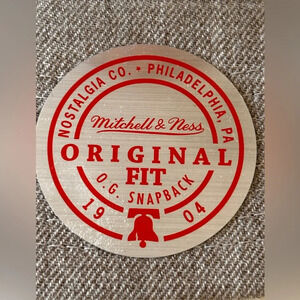 NOSTALGIA CO. • PHILADELPHIA, PA
Mitchell & Ness
ORIGINAL
FIT
O.G. SNAPBACK
19 04